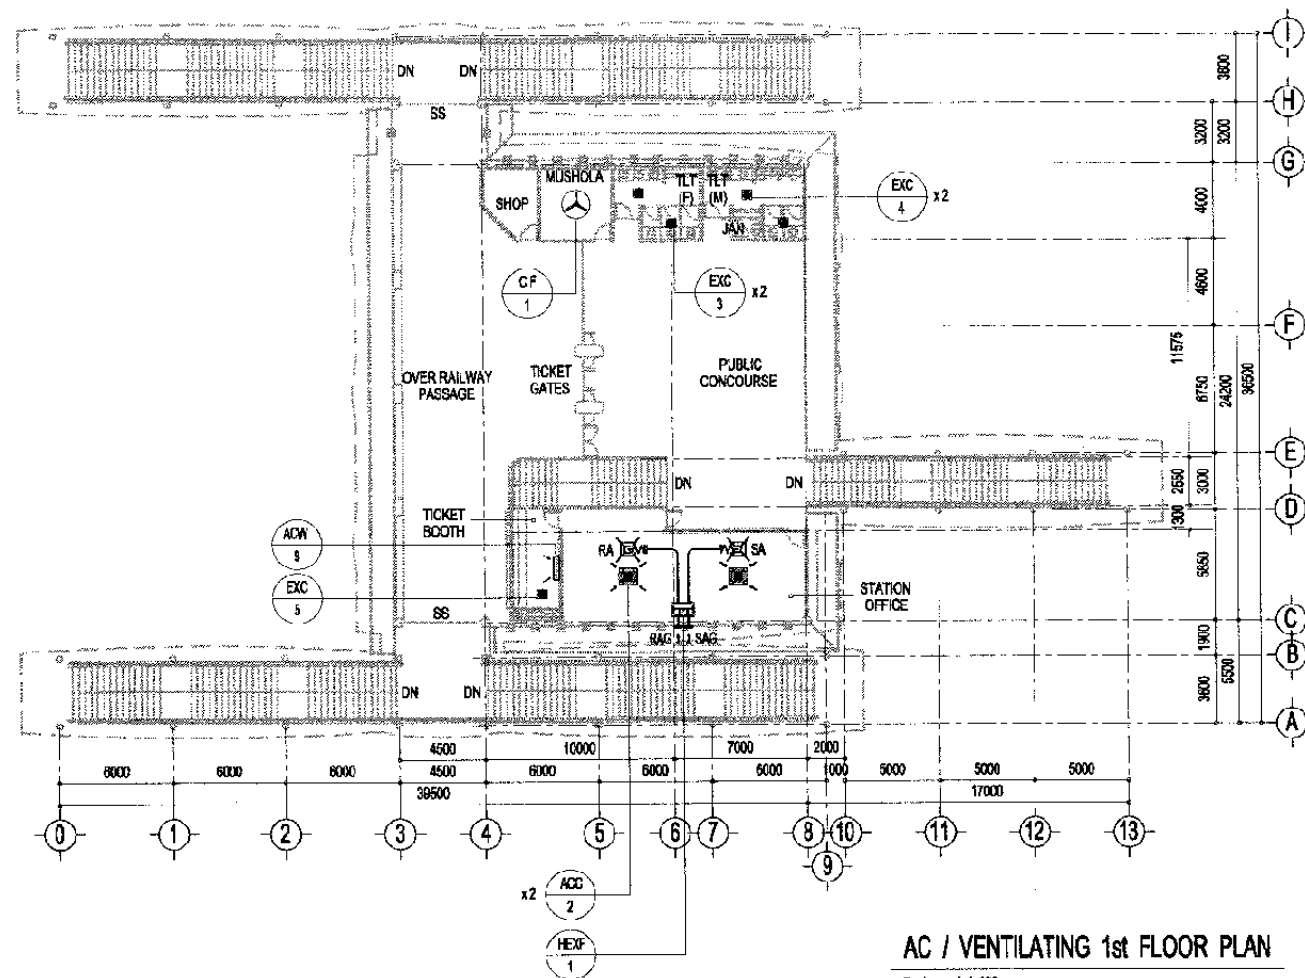 I
3800
DN
DN
H
SS
3200
3200
G
MUSHOLA
TLT
(F)
TLT
(M)
SHOP
EXC
4
x2
4000
JAN
CF
1
EXC
3
x2
4600
F
11575
OVER RAILWAY
PASSAGE
TICKET
GATES
PUBLIC
CONCOURSE
6750
24200
36500
E
DN
DN
2650
3000
D
TICKET
BOOTH
1300
ACW
9
RA
SA
5850
EXC
5
STATION
OFFICE
SS
C
RAG
SAG
1900
B
5500
DN
DN
3600
A
4500
10000
7000
2000
6000
6000
6000
4500
6000
6000
6000
1000
5000
5000
5000
39500
17000
0
1
2
3
4
5
6
7
8
10
11
12
13
9
x2
ACC
2
HEXF
1
AC / VENTILATING 1st FLOOR PLAN